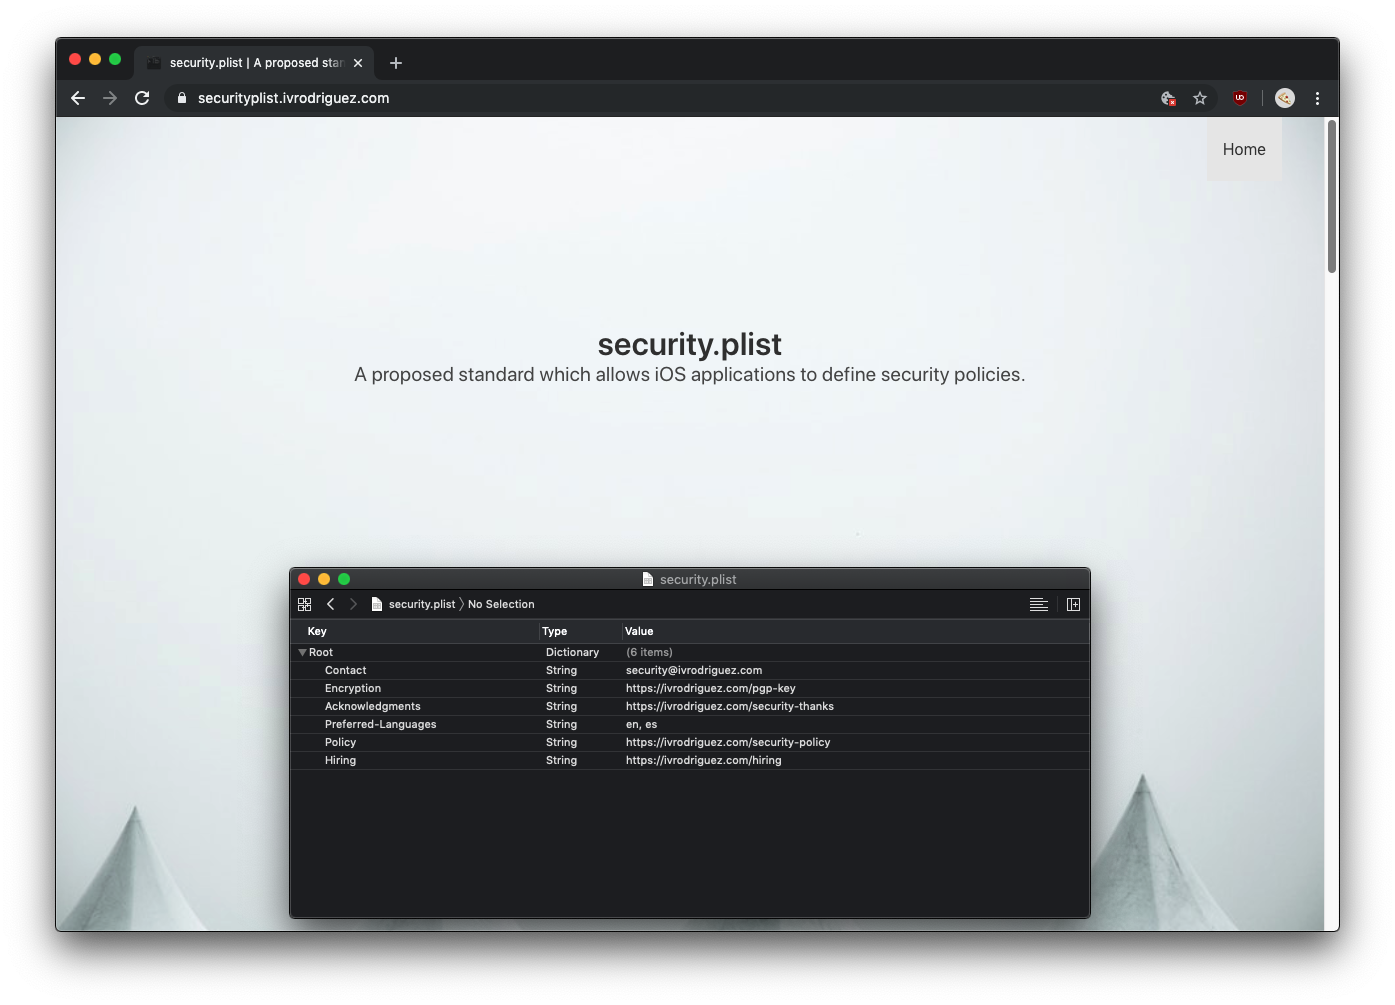 security.plist | A proposed stan
securityplist.ivrodriguez.com
Home
security.plist
A proposed standard which allows iOS applications to define security policies.
security.plist
security.plist No Selection
Key Type Value
Root Dictionary (6 items)
Contact String security@ivrodriguez.com
Encryption String https://ivrodriguez.com/pgp-key
Acknowledgments String https://ivrodriguez.com/security-thanks
Preferred-Languages String en, es
Policy String https://ivrodriguez.com/security-policy
Hiring String https://ivrodriguez.com/hiring